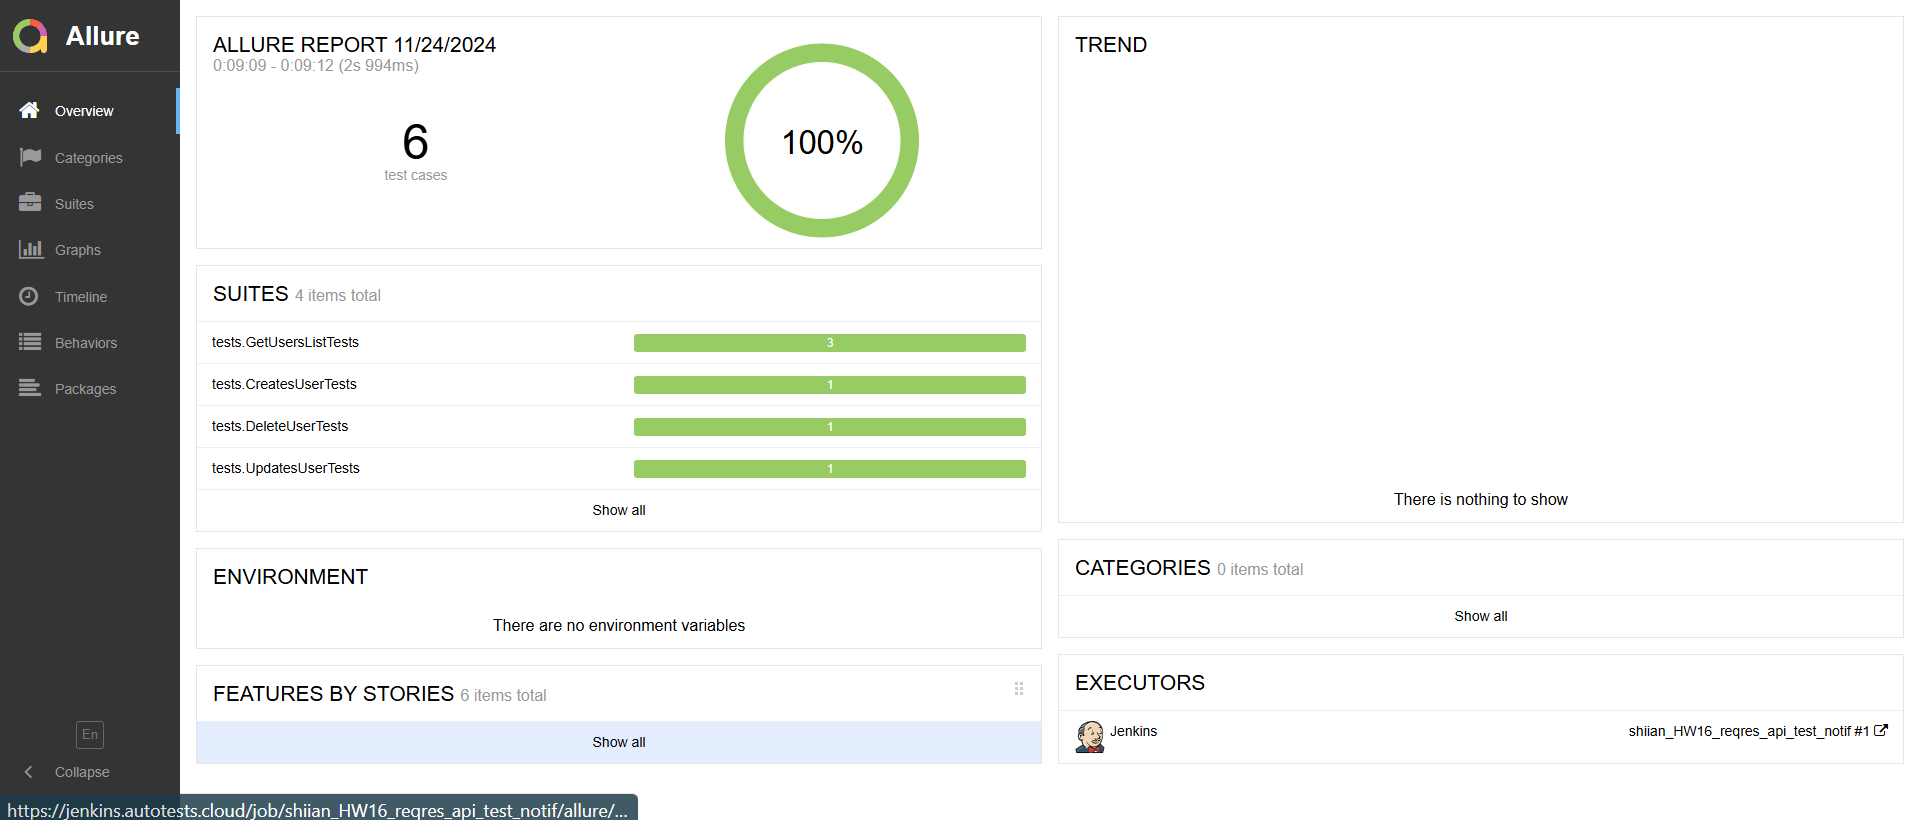 Allure
Overview
Categories
Suites
Graphs
Timeline
Behaviors
Packages
En
Collapse
ALLURE REPORT 11/24/2024
0:09:09 - 0:09:12 (2s 994ms)
6
test cases
100%
SUITES 4 items total
tests.GetUsersListTests 3
tests.CreatesUserTests 1
tests.DeleteUserTests 1
tests.UpdatesUserTests 1
Show all
ENVIRONMENT
There are no environment variables
FEATURES BY STORIES 6 items total
Show all
TREND
There is nothing to show
CATEGORIES 0 items total
Show all
EXECUTORS
Jenkins shiian_HW16_reqres_api_test_notif #1
https://jenkins.autotests.cloud/job/shiian_HW16_reqres_api_test_notif/allure/...